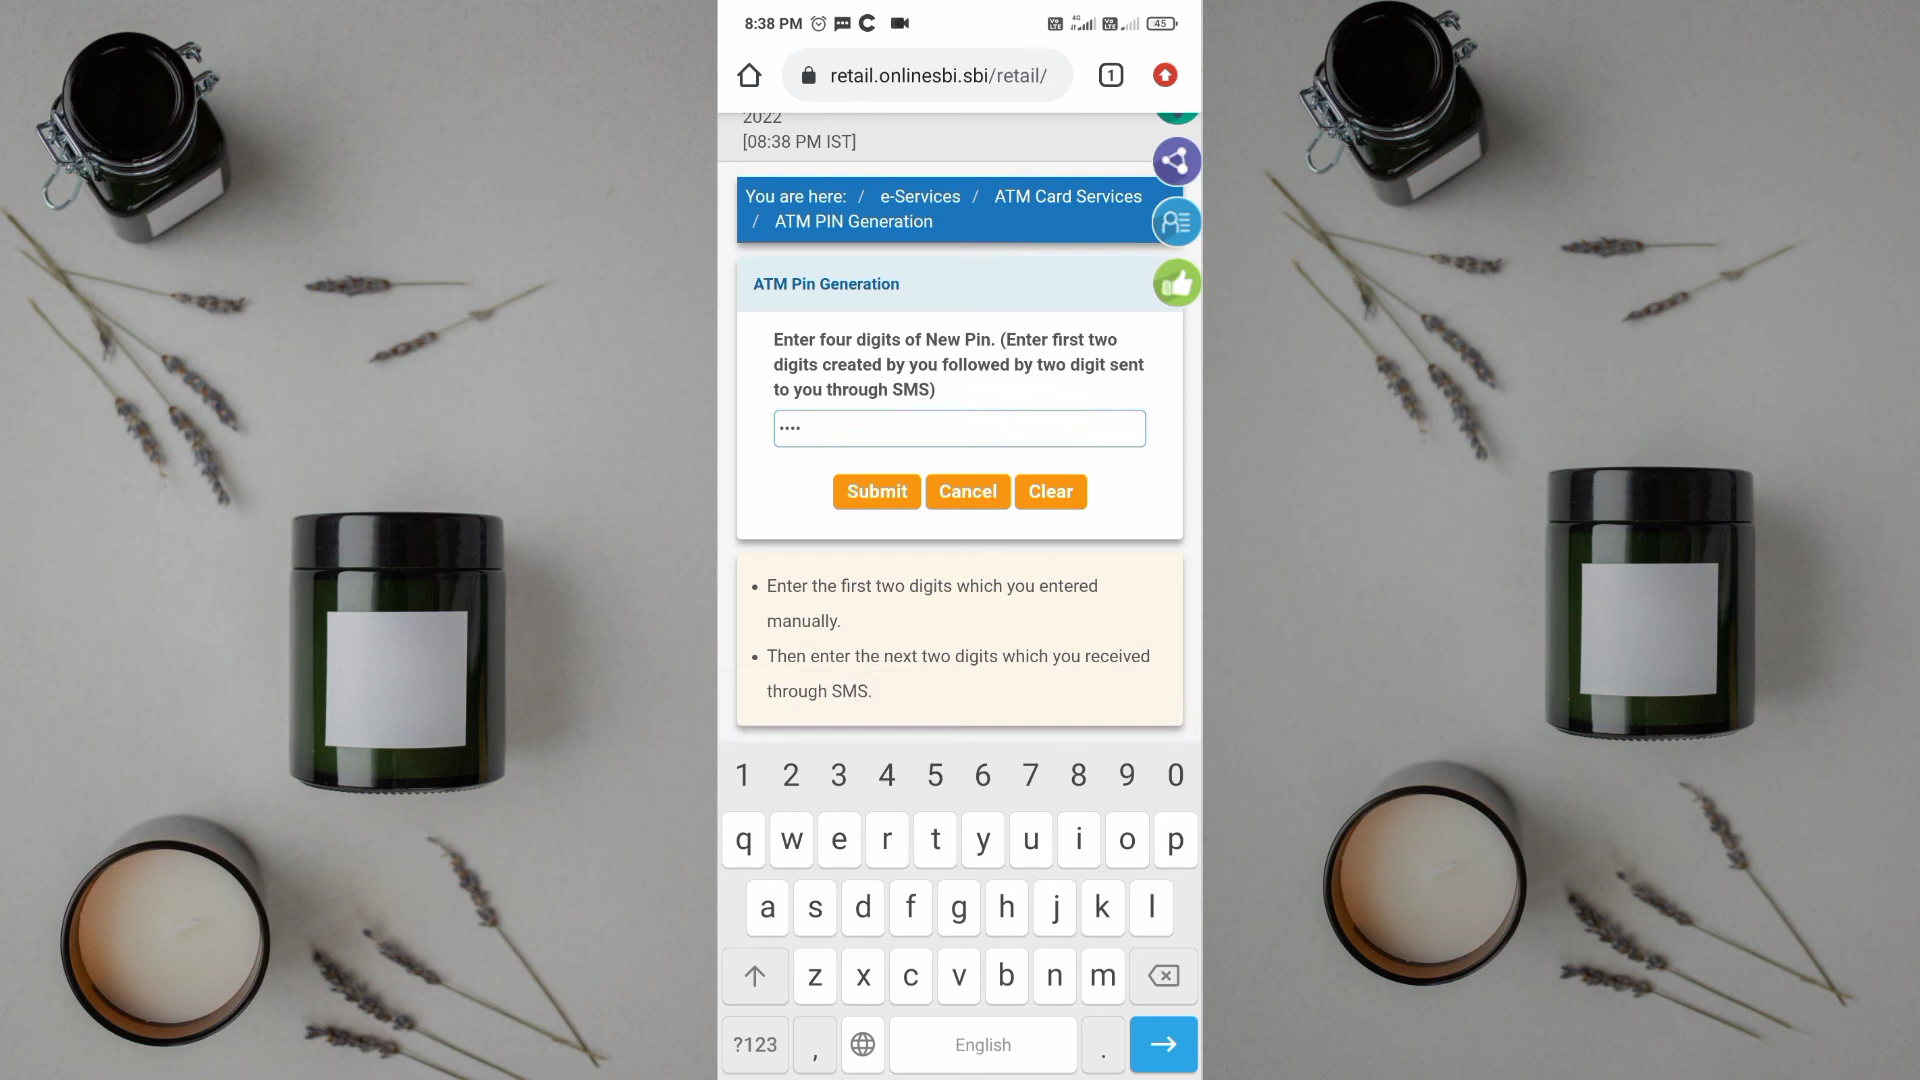 8:38 PM
4G
45
retail.onlinesbi.sbi/retail/
1
2022
[08:38 PM IST]
You are here: / e-Services / ATM Card Services
/ ATM PIN Generation
ATM Pin Generation
Enter four digits of New Pin. (Enter first two
digits created by you followed by two digit sent
to you through SMS)
••••
Submit Cancel Clear
• Enter the first two digits which you entered
manually.
• Then enter the next two digits which you received
through SMS.
1 2 3 4 5 6 7 8 9 0
q w e r t y u i o p
a s d f g h j k l
z x c v b n m
?123 , English .